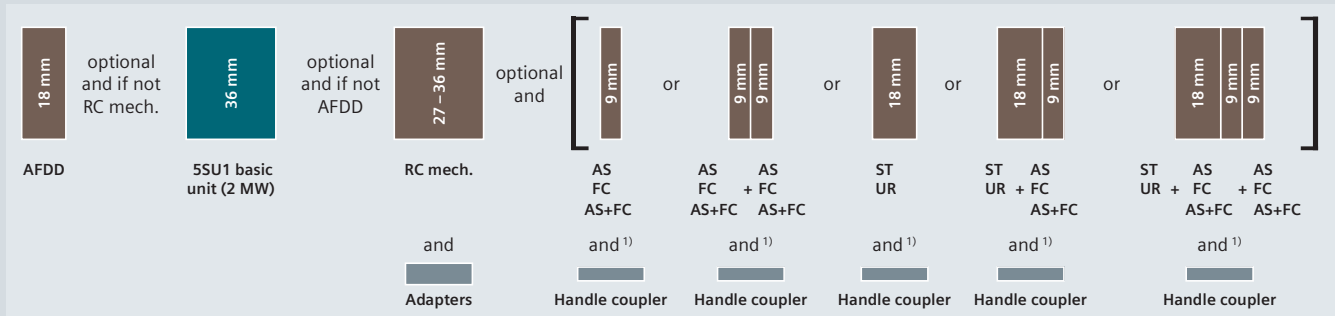 18 mm
optional
and if not
RC mech.
36 mm
optional
and if not
AFDD
27 – 36 mm
optional
and
9 mm
or
9 mm
9 mm
or
18 mm
or
18 mm
9 mm
or
18 mm
9 mm
9 mm
AFDD
5SU1 basic
unit (2 MW)
RC mech.
AS
FC
AS+FC
AS AS
FC + FC
AS+FC AS+FC
ST
UR
ST AS
UR + FC
AS+FC
ST AS AS
UR + FC + FC
AS+FC AS+FC
and
and 1)
and 1)
and 1)
and 1)
and 1)
Adapters
Handle coupler
Handle coupler
Handle coupler
Handle coupler
Handle coupler